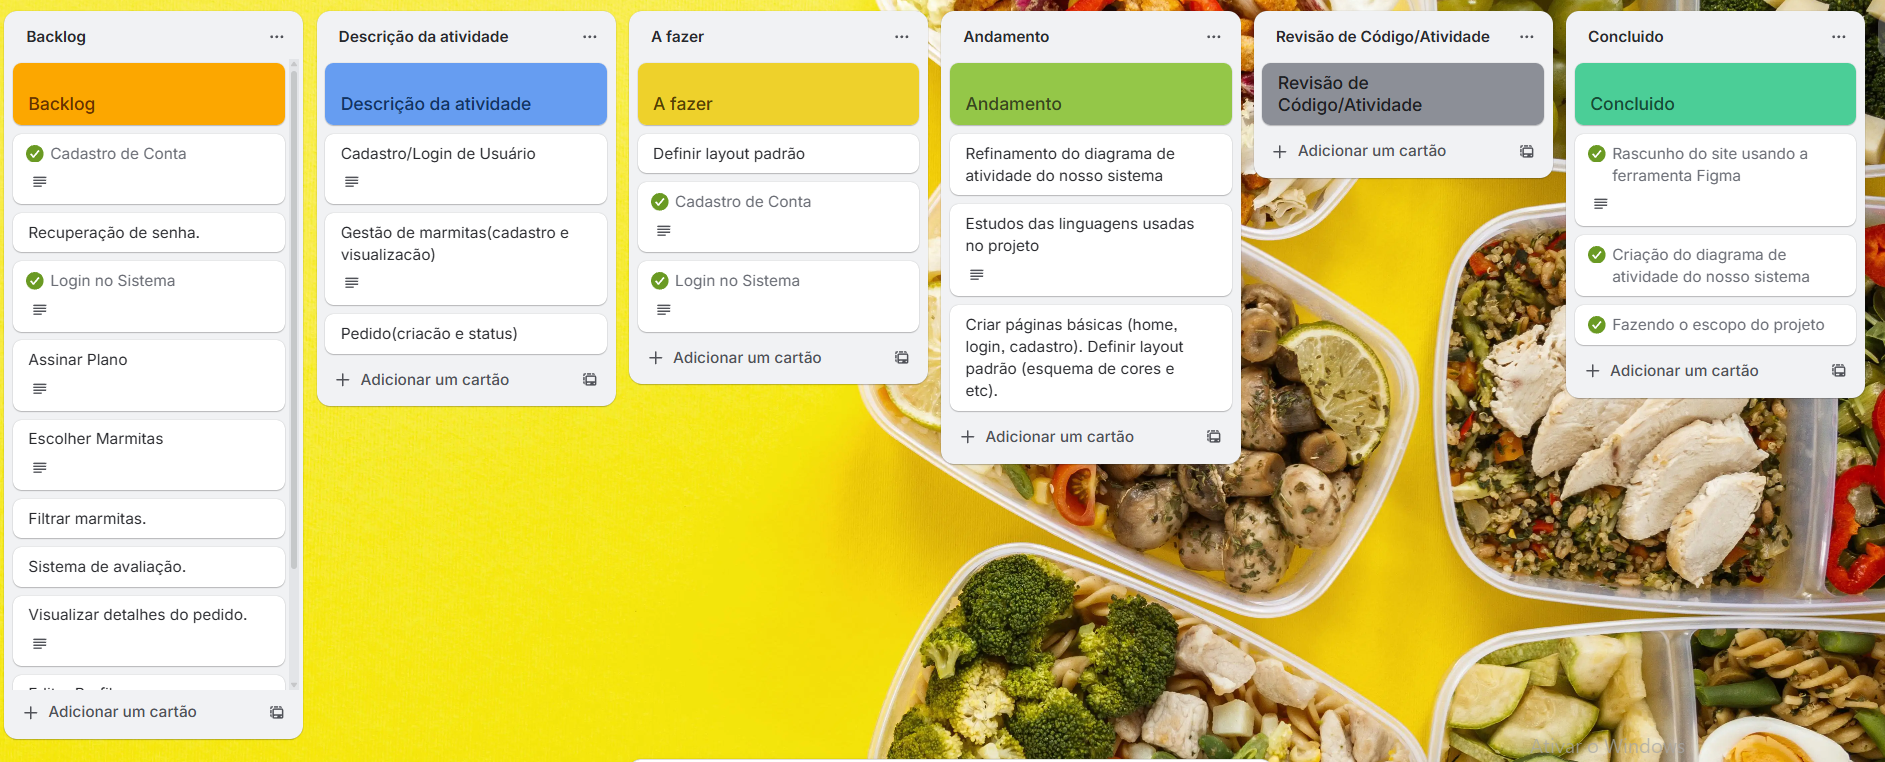 Backlog
Backlog
Cadastro de Conta
Recuperação de senha.
Login no Sistema
Assinar Plano
Escolher Marmitas
Filtrar marmitas.
Sistema de avaliação.
Visualizar detalhes do pedido.
Adicionar um cartão
Descrição da atividade
Descrição da atividade
Cadastro/Login de Usuário
Gestão de marmitas(cadastro e
visualizacão)
Pedido(criacão e status)
Adicionar um cartão
A fazer
A fazer
Definir layout padrão
Cadastro de Conta
Login no Sistema
Adicionar um cartão
Andamento
Andamento
Refinamento do diagrama de
atividade do nosso sistema
Estudos das linguagens usadas
no projeto
Criar páginas básicas (home,
login, cadastro). Definir layout
padrão (esquema de cores e
etc).
Adicionar um cartão
Revisão de Código/Atividade
Revisão de
Código/Atividade
Adicionar um cartão
Concluido
Concluido
Rascunho do site usando a
ferramenta Figma
Criação do diagrama de
atividade do nosso sistema
Fazendo o escopo do projeto
Adicionar um cartão
Ativar o Windows